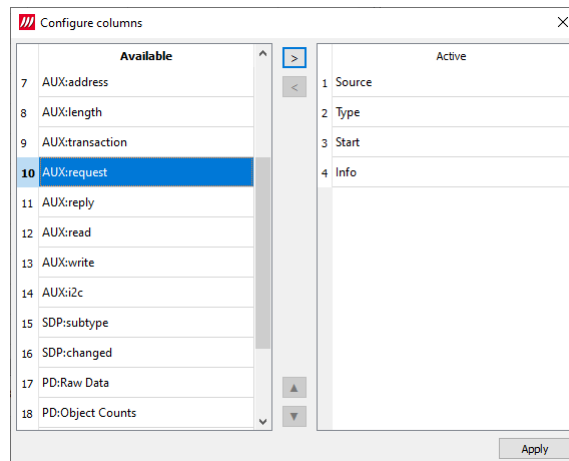 Configure columns
Available
>
<
7 AUX:address
8 AUX:length
9 AUX:transaction
10 AUX:request
11 AUX:reply
12 AUX:read
13 AUX:write
14 AUX:i2c
15 SDP:subtype
16 SDP:changed
17 PD:Raw Data
18 PD:Object Counts
Active
1 Source
2 Type
3 Start
4 Info
Apply